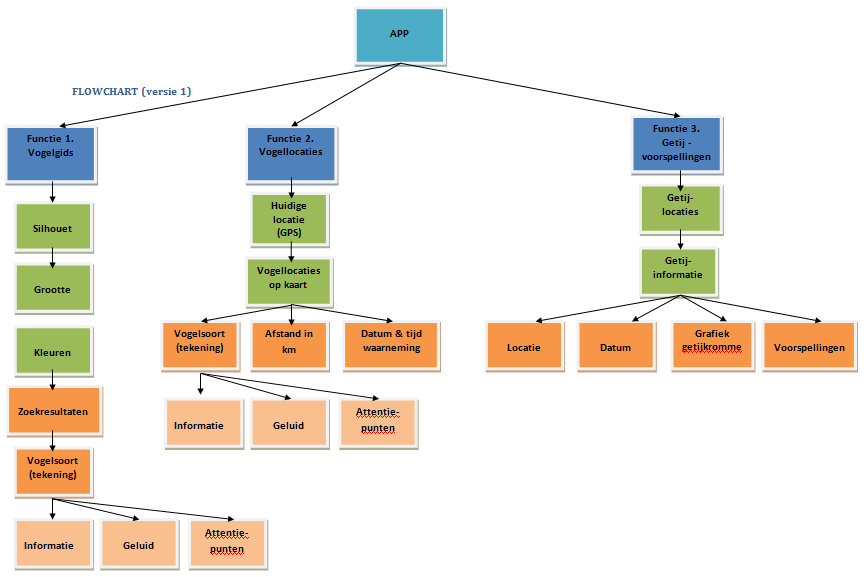 APP
FLOWCHART (versie 1)
Functie 1.
Vogelgids
Silhouet
Grootte
Kleuren
Zoekresultaten
Vogelsoort
(tekening)
Informatie
Geluid
Attentie-
punten
Functie 2.
Vogellocaties
Huidige
locatie
(GPS)
Vogellocaties
op kaart
Vogelsoort
(tekening)
Afstand in
km
Datum & tijd
waarneming
Informatie
Geluid
Attentie-
punten
Functie 3.
Getij -
voorspellingen
Getij-
locaties
Getij-
informatie
Locatie
Datum
Grafiek
getijkromme
Voorspellingen